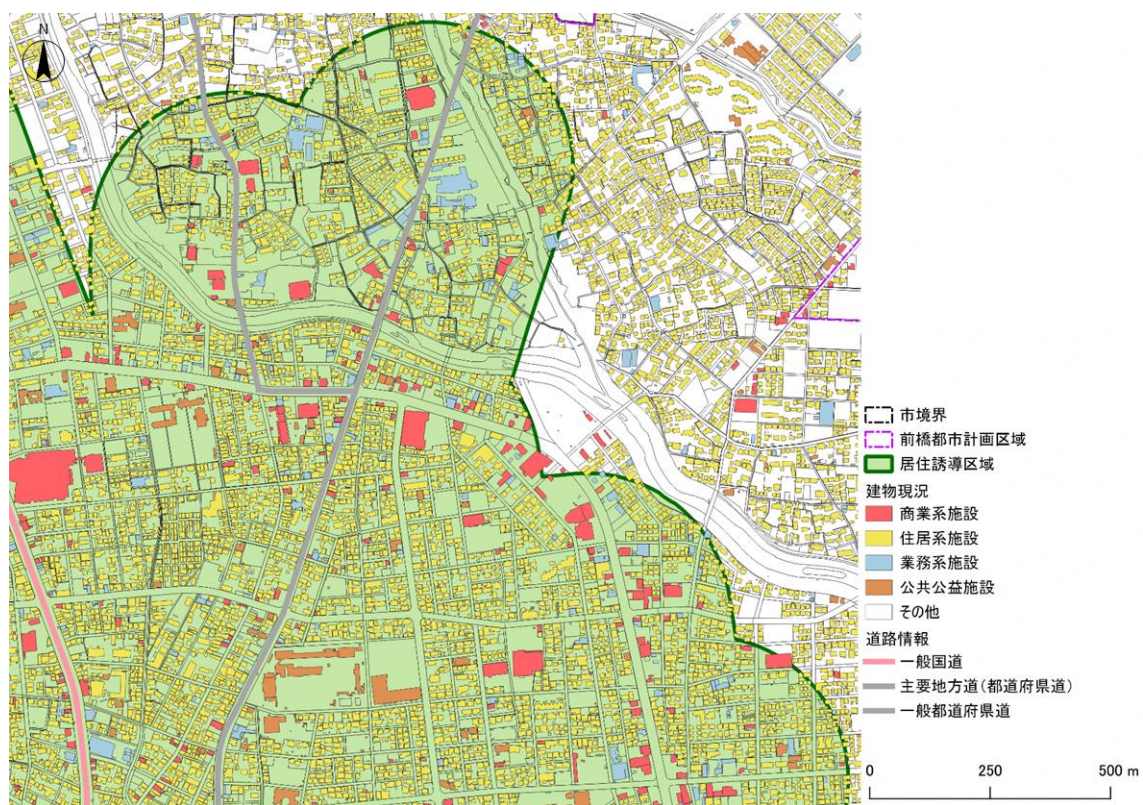 N
市境界
前橋都市計画区域
居住誘導区域
建物現況
商業系施設
住居系施設
業務系施設
公共公益施設
その他
道路情報
一般国道
主要地方道(都道府県道)
一般都道府県道
0 250 500 m